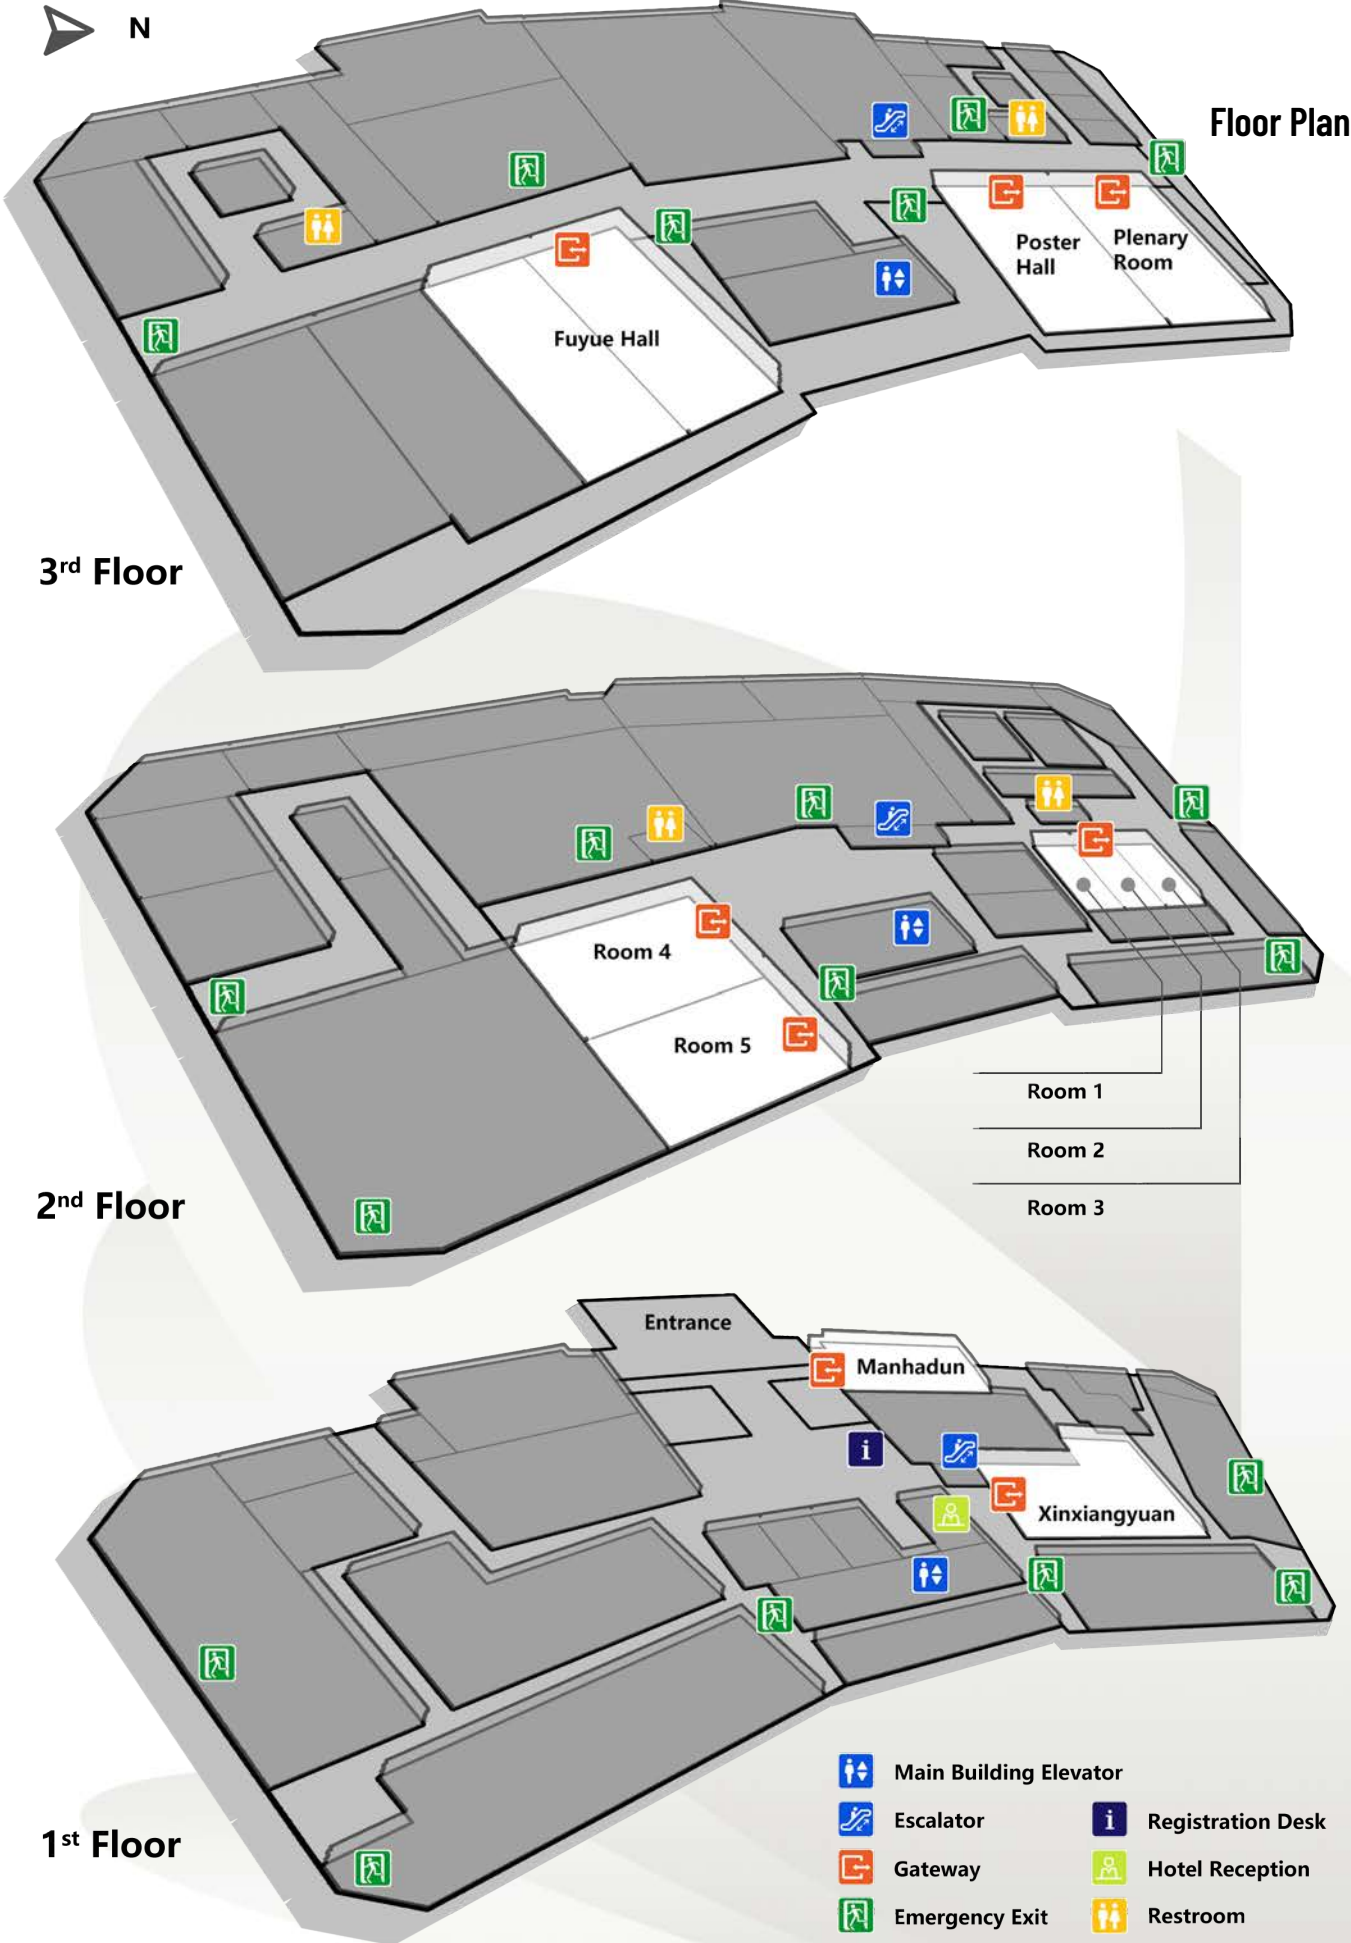 N
Floor Plan
Poster
Hall
Plenary
Room
Fuyue Hall
3rd Floor
Room 4
Room 5
Room 1
Room 2
Room 3
2nd Floor
Entrance
Manhadun
i
Xinxiangyuan
1st Floor
Main Building Elevator
Escalator
i Registration Desk
Gateway
Hotel Reception
Emergency Exit
Restroom